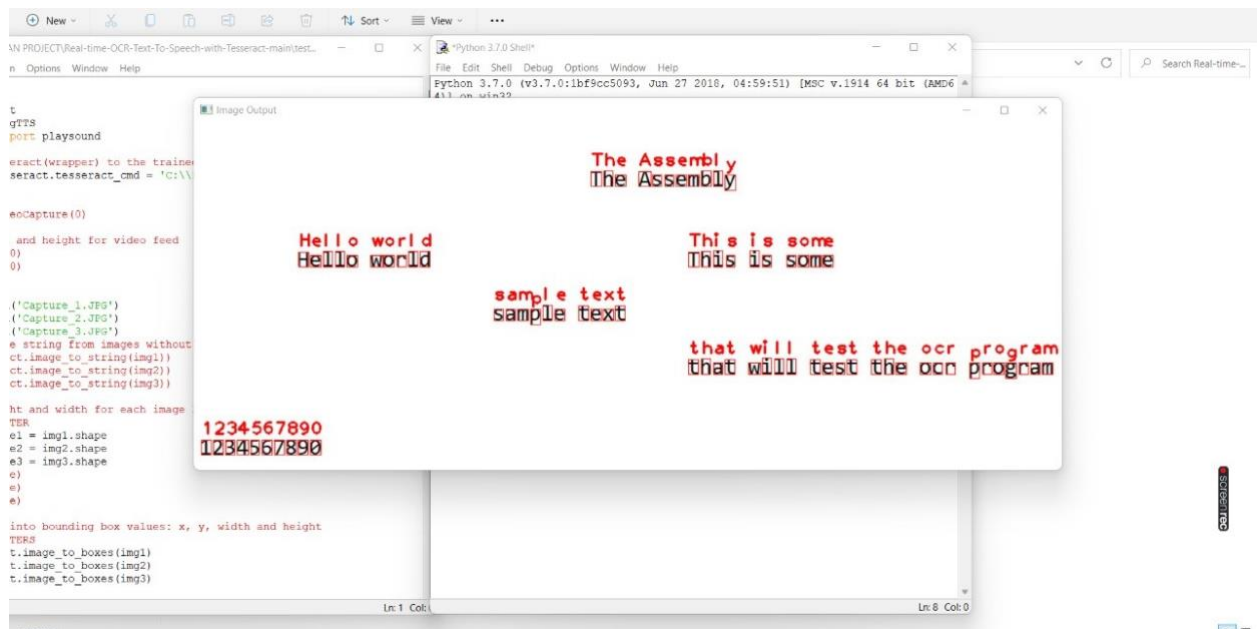 New Sort View •••
AN PROJECT\Real-time-OCR-Text-To-Speech-with-Tesseract-main\test...
n Options Window Help
t
gTTS
port playsound
eract(wrapper) to the traine
seract.tesseract_cmd = 'C:\\
eoCapture(0)
and height for video feed
0)
0)
.('Capture_1.JPG')
.('Capture_2.JPG')
.('Capture_3.JPG')
e string from images without
ct.image_to_string(img1))
ct.image_to_string(img2))
ct.image_to_string(img3))
ht and width for each image
TER
e1 = img1.shape
e2 = img2.shape
e3 = img3.shape
e)
e)
e)
into bounding box values: x, y, width and height
TERS
t.image_to_boxes(img1)
t.image_to_boxes(img2)
t.image_to_boxes(img3)
Ln: 1 Col:
*Python 3.7.0 Shell*
File Edit Shell Debug Options Window Help
Python 3.7.0 (v3.7.0:1bf9cc5093, Jun 27 2018, 04:59:51) [MSC v.1914 64 bit (AMD6
4)] on win32
Ln: 8 Col: 0
Search Real-time-...
Image Output
The Assembly
The Assembly
Hello world
Hello world
This is some
This is some
sample text
sample text
that will test the ocr program
that will test the ocr program
1234567890
1234567890
screenrec